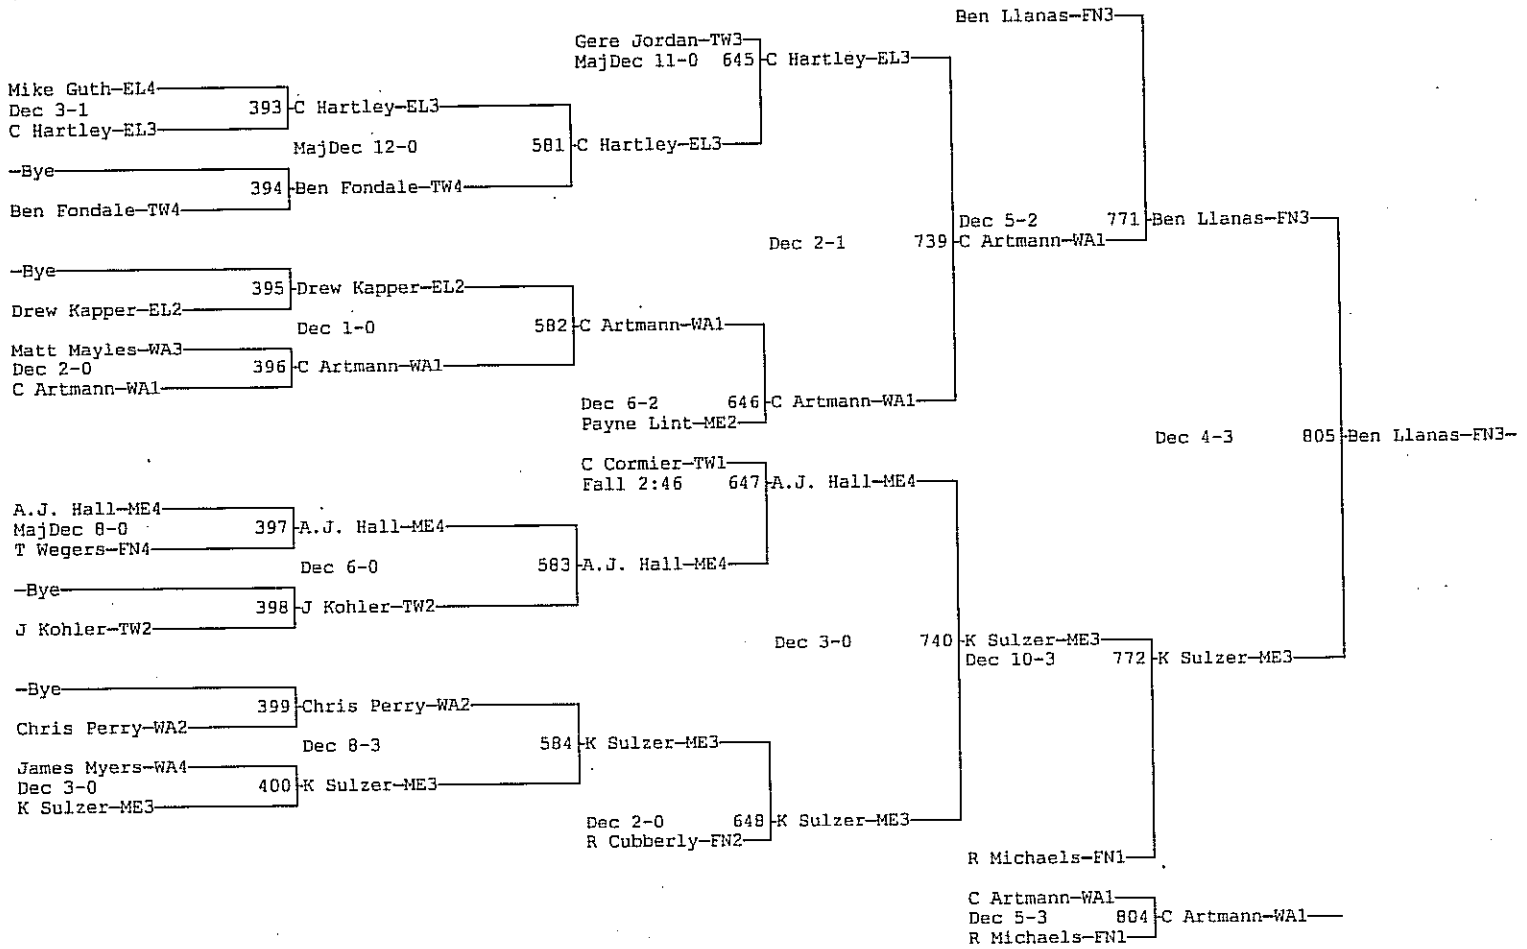 Ben Llanas-FN3
Gere Jordan-TW3
MajDec 11-0 645 C Hartley-EL3
Mike Guth-EL4
Dec 3-1 393 C Hartley-EL3
C Hartley-EL3
MajDec 12-0 581 C Hartley-EL3
-Bye
394 Ben Fondale-TW4
Ben Fondale-TW4
Dec 5-2 771 Ben Llanas-FN3
Dec 2-1 739 C Artmann-WA1
-Bye
395 Drew Kapper-EL2
Drew Kapper-EL2
Dec 1-0 582 C Artmann-WA1
Matt Mayles-WA3
Dec 2-0 396 C Artmann-WA1
C Artmann-WA1
Dec 6-2 646 C Artmann-WA1
Payne Lint-ME2
Dec 4-3 805 Ben Llanas-FN3-
C Cormier-TW1
Fall 2:46 647 A.J. Hall-ME4
A.J. Hall-ME4
MajDec 8-0 397 A.J. Hall-ME4
T Wegers-FN4
Dec 6-0 583 A.J. Hall-ME4
-Bye
398 J Kohler-TW2
J Kohler-TW2
Dec 3-0 740 K Sulzer-ME3
Dec 10-3 772 K Sulzer-ME3
-Bye
399 Chris Perry-WA2
Chris Perry-WA2
Dec 8-3 584 K Sulzer-ME3
James Myers-WA4
Dec 3-0 400 K Sulzer-ME3
K Sulzer-ME3
Dec 2-0 648 K Sulzer-ME3
R Cubberly-FN2
R Michaels-FN1
C Artmann-WA1
Dec 5-3 804 C Artmann-WA1
R Michaels-FN1